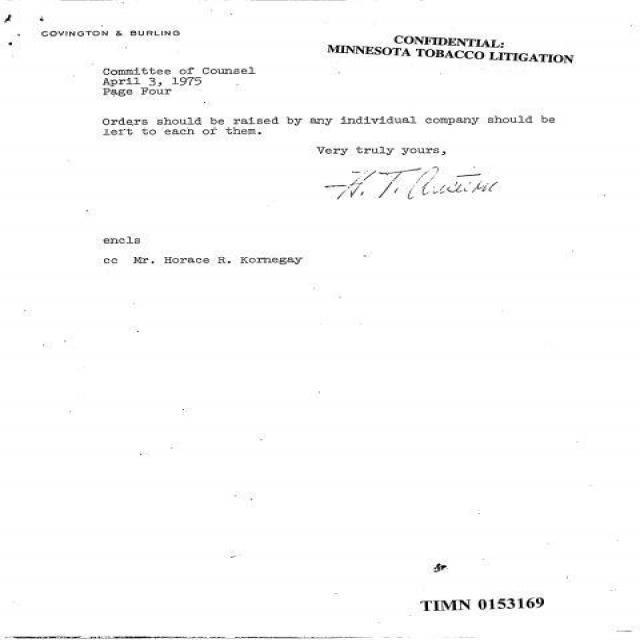 COVINGTON & BURLING
CONFIDENTIAL:
MINNESOTA TOBACCO LITIGATION
Committee of Counsel
April 3, 1975
Page Four
Orders should be raised by any individual company should be
left to each of them.
Very truly yours,
H. T. Austern
encls
cc Mr. Horace R. Kornegay
TIMN 0153169